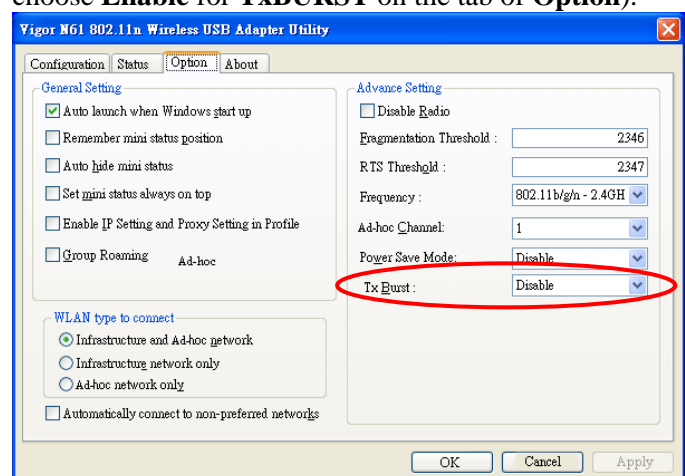 choose Enable for TxBURST on the tab of Option).
Vigor N61 802.11n Wireless USB Adapter Utility
Configuration Status Option About
General Setting
Auto launch when Windows start up
Remember mini status position
Auto hide mini status
Set mini status always on top
Enable IP Setting and Proxy Setting in Profile
Group Roaming Ad-hoc
WLAN type to connect
Infrastructure and Ad-hoc network
Infrastructure network only
Ad-hoc network only
Automatically connect to non-preferred networks
Advance Setting
Disable Radio
Fragmentation Threshold : 2346
RTS Threshold : 2347
Frequency : 802.11b/g/n - 2.4GH
Ad-hoc Channel: 1
Power Save Mode: Disable
Tx Burst : Disable
OK Cancel Apply